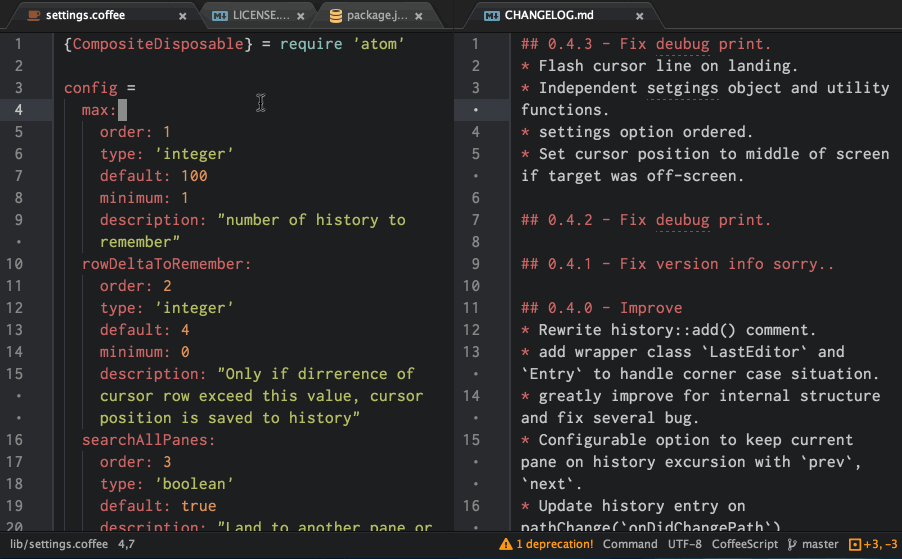 settings.coffee × LICENSE.... × package.j... × CHANGELOG.md ×
1 {CompositeDisposable} = require 'atom'
2
3 config =
4 max:
5 order: 1
6 type: 'integer'
7 default: 100
8 minimum: 1
9 description: "number of history to
• remember"
10 rowDeltaToRemember:
11 order: 2
12 type: 'integer'
13 default: 4
14 minimum: 0
15 description: "Only if dirrerence of
• cursor row exceed this value, cursor
• position is saved to history"
16 searchAllPanes:
17 order: 3
18 type: 'boolean'
19 default: true
20 description: "Land to another pane or
1 ## 0.4.3 - Fix deubug print.
2 * Flash cursor line on landing.
3 * Independent setgings object and utility
• functions.
4 * settings option ordered.
5 * Set cursor position to middle of screen
• if target was off-screen.
6
7 ## 0.4.2 - Fix deubug print.
8
9 ## 0.4.1 - Fix version info sorry..
10
11 ## 0.4.0 - Improve
12 * Rewrite history::add() comment.
13 * add wrapper class `LastEditor` and
• `Entry` to handle corner case situation.
14 * greatly improve for internal structure
• and fix several bug.
15 * Configurable option to keep current
• pane on history excursion with `prev`,
• `next`.
16 * Update history entry on
• pathChange(`onDidChangePath`)
lib/settings.coffee 4,7 1 deprecation! Command UTF-8 CoffeeScript master +3, -3